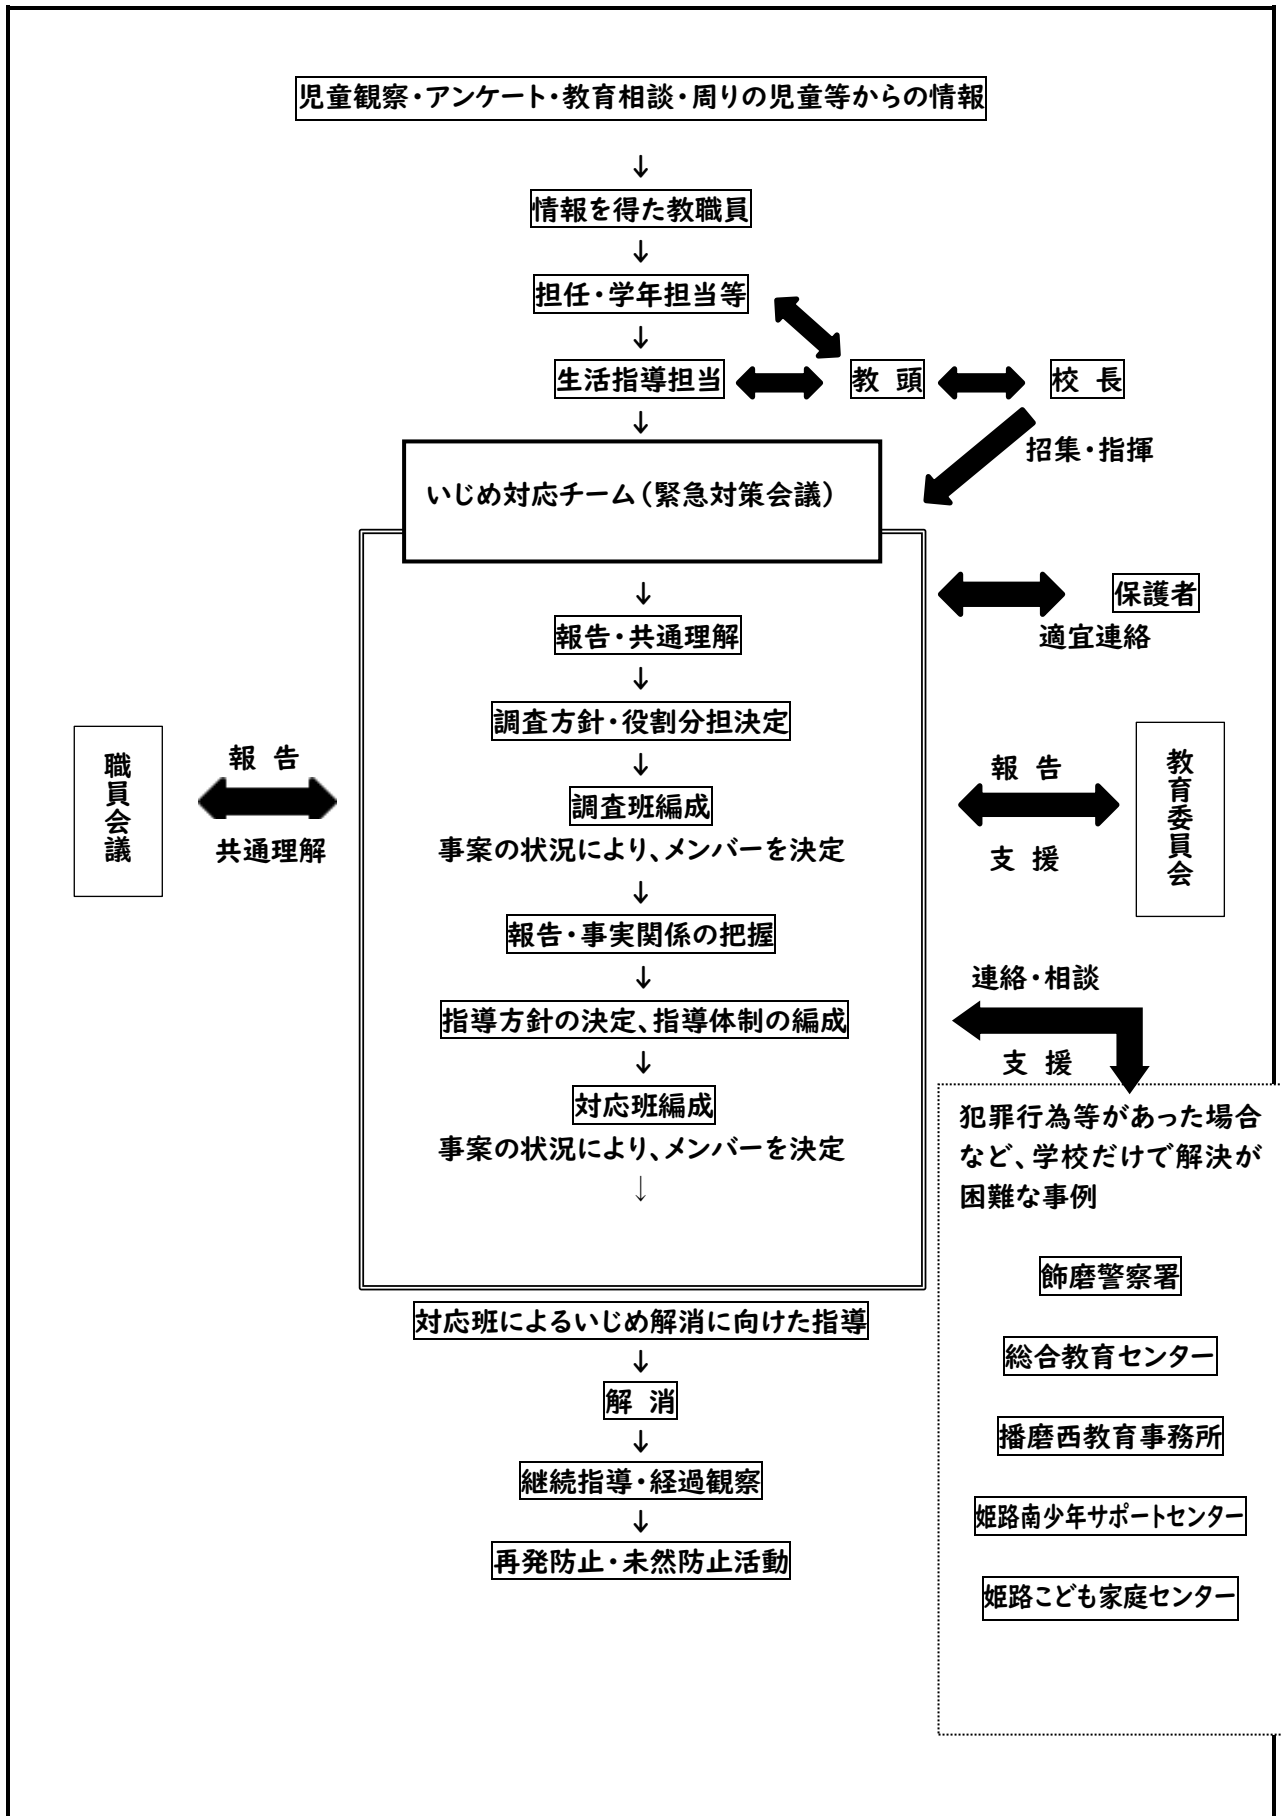 児童観察・アンケート・教育相談・周りの児童等からの情報
↓
情報を得た教職員
↓
担任・学年担当等
↓
生活指導担当
教 頭
校 長
↓
招集・指揮
いじめ対応チーム（緊急対策会議）
↓
保護者
適宜連絡
報告・共通理解
↓
調査方針・役割分担決定
↓
調査班編成
事案の状況により、メンバーを決定
↓
報告・事実関係の把握
↓
指導方針の決定、指導体制の編成
↓
対応班編成
事案の状況により、メンバーを決定
↓
職員会議
報 告
共通理解
報 告
支 援
教育委員会
連絡・相談
支 援
犯罪行為等があった場合
など、学校だけで解決が
困難な事例
飾磨警察署
総合教育センター
播磨西教育事務所
姫路南少年サポートセンター
姫路こども家庭センター
対応班によるいじめ解消に向けた指導
↓
解 消
↓
継続指導・経過観察
↓
再発防止・未然防止活動